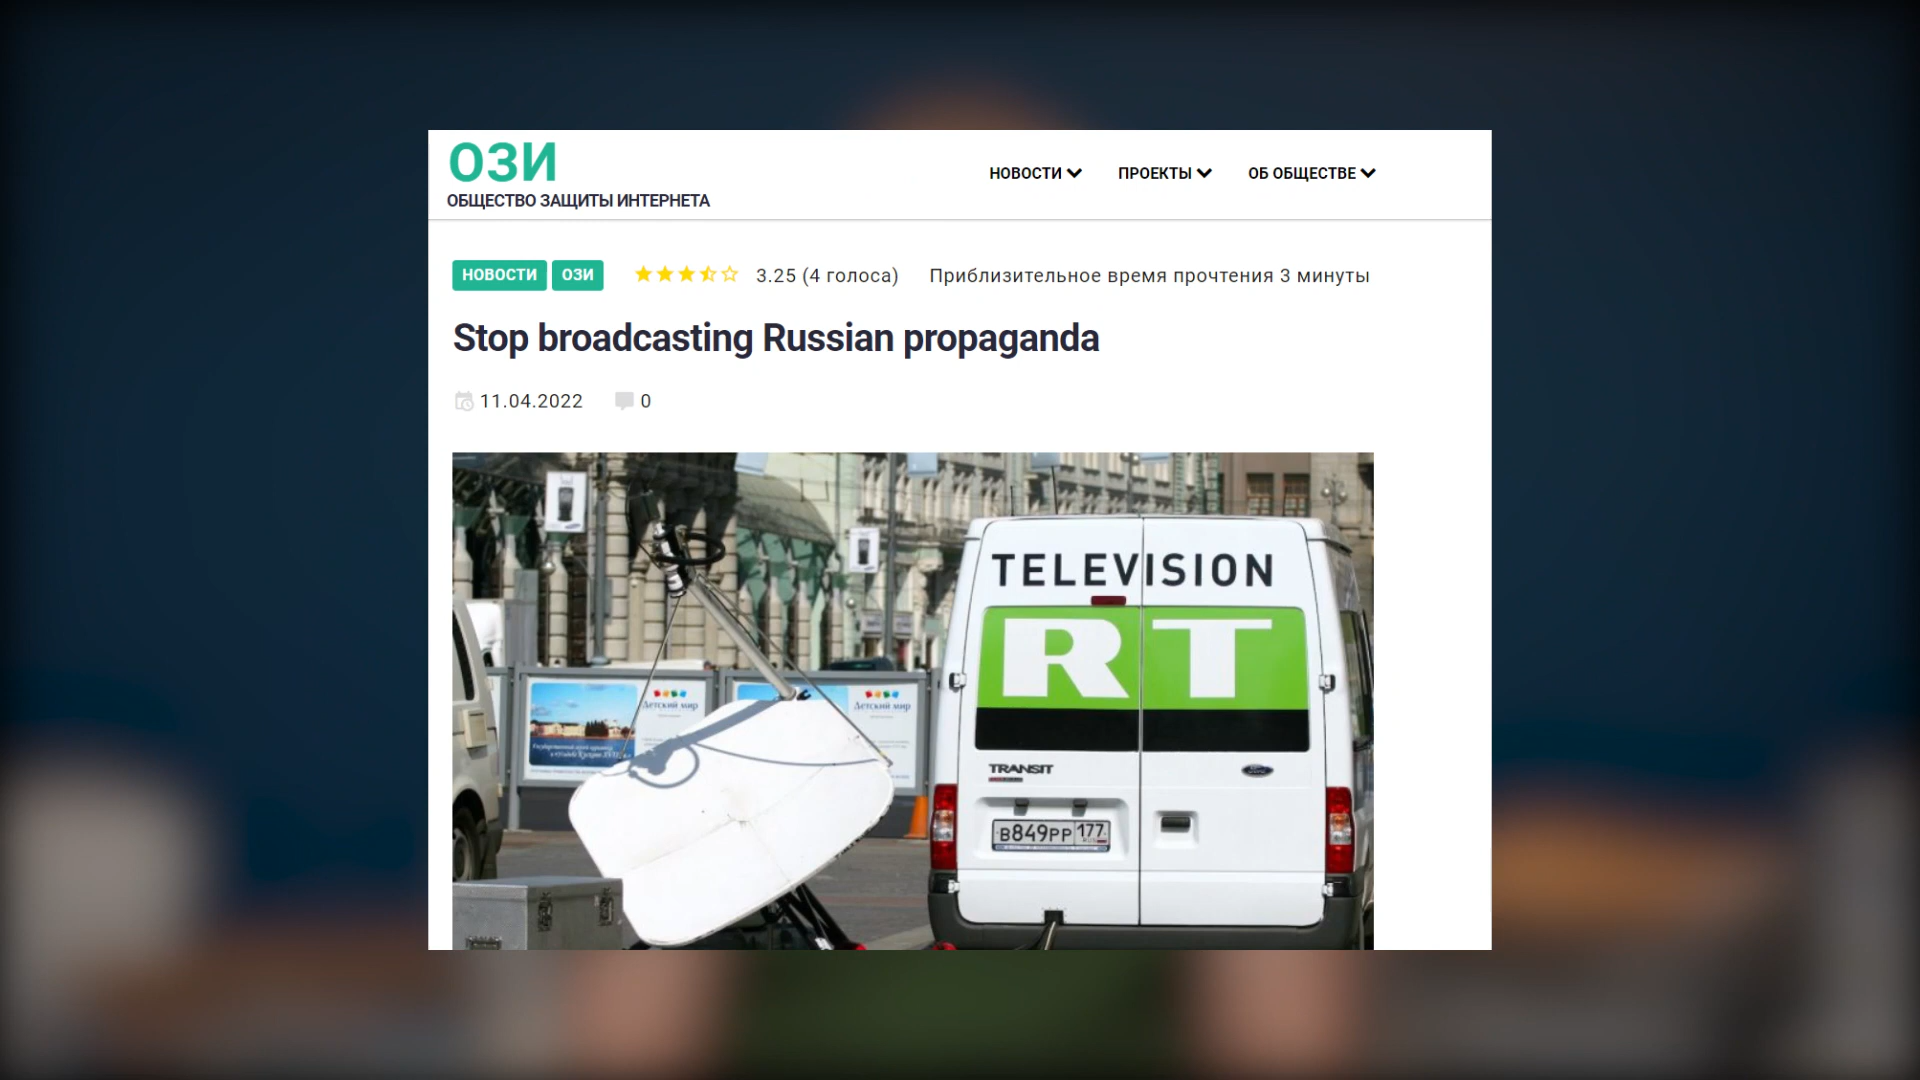 ОЗИ
ОБЩЕСТВО ЗАЩИТЫ ИНТЕРНЕТА
НОВОСТИ ПРОЕКТЫ ОБ ОБЩЕСТВЕ
НОВОСТИ ОЗИ 3.25 (4 голоса) Приблизительное время прочтения 3 минуты
Stop broadcasting Russian propaganda
11.04.2022 0
TELEVISION
RT
Детский мир
Детский мир
TRANSIT
В849РР 177